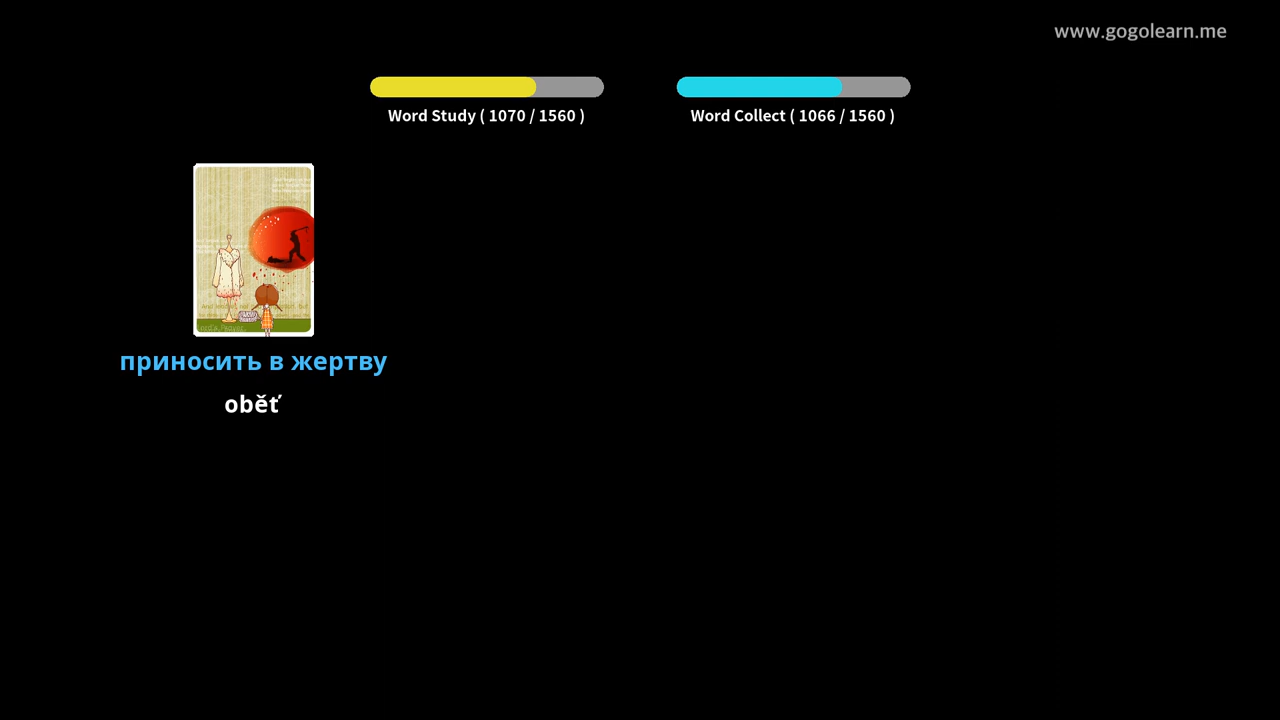 www.gogolearn.me
Word Study ( 1070 / 1560 )
Word Collect ( 1066 / 1560 )
приносить в жертву
oběť